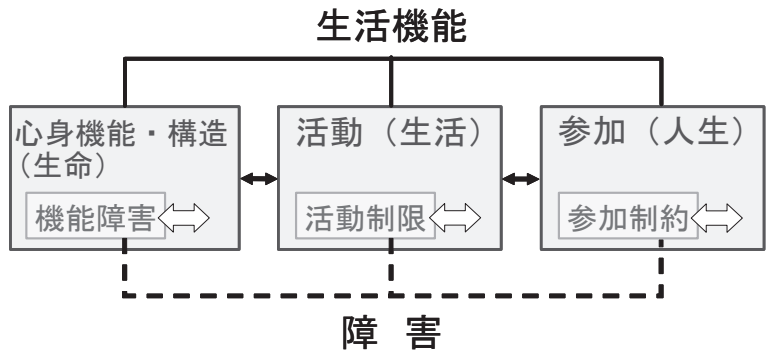 生活機能
心身機能・構造
（生命）
機能障害
活動（生活）
活動制限
参加（人生）
参加制約
障 害